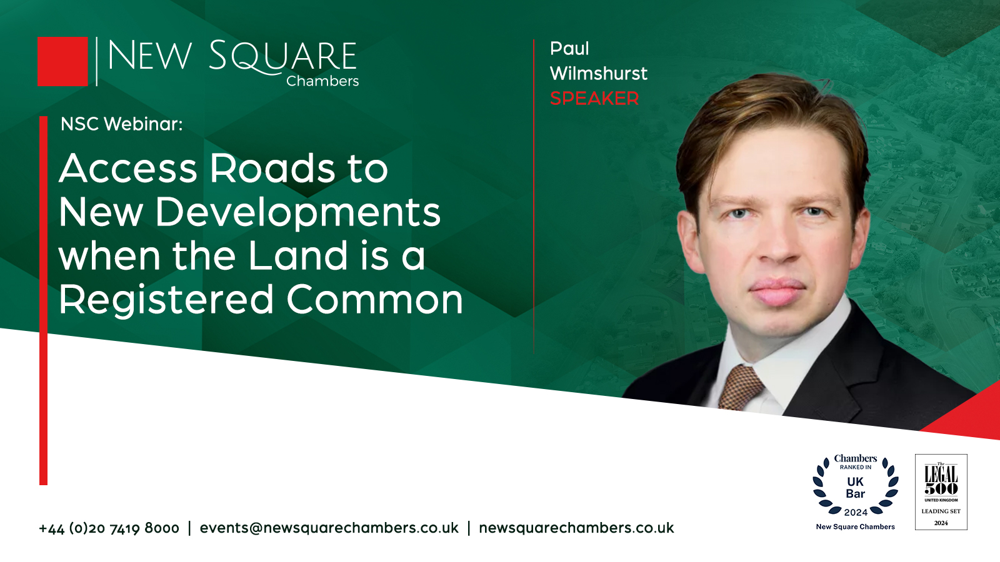 NEW SQUARE
Chambers
NSC Webinar:
Access Roads to
New Developments
when the Land is a
Registered Common
Paul
Wilmshurst
SPEAKER
+44 (0)20 7419 8000 | events@newsquarechambers.co.uk | newsquarechambers.co.uk
Chambers
RANKED IN
UK
Bar
2024
New Square Chambers
The
LEGAL
500
UNITED KINGDOM
LEADING SET
2024